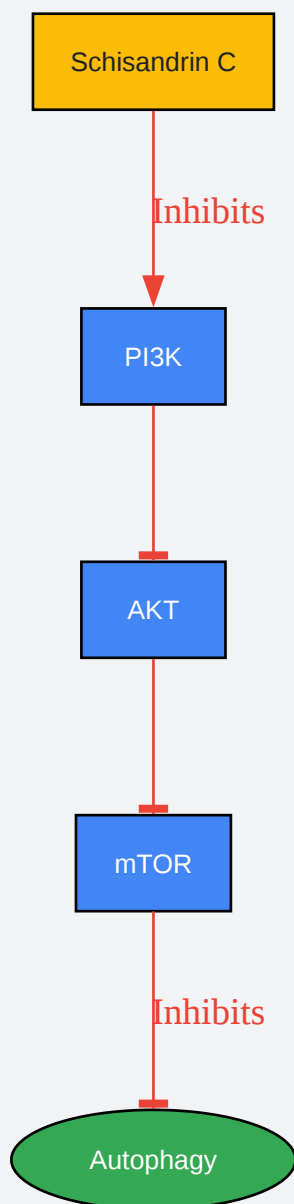 Schisandrin C
Inhibits
PI3K
AKT
mTOR
Inhibits
Autophagy